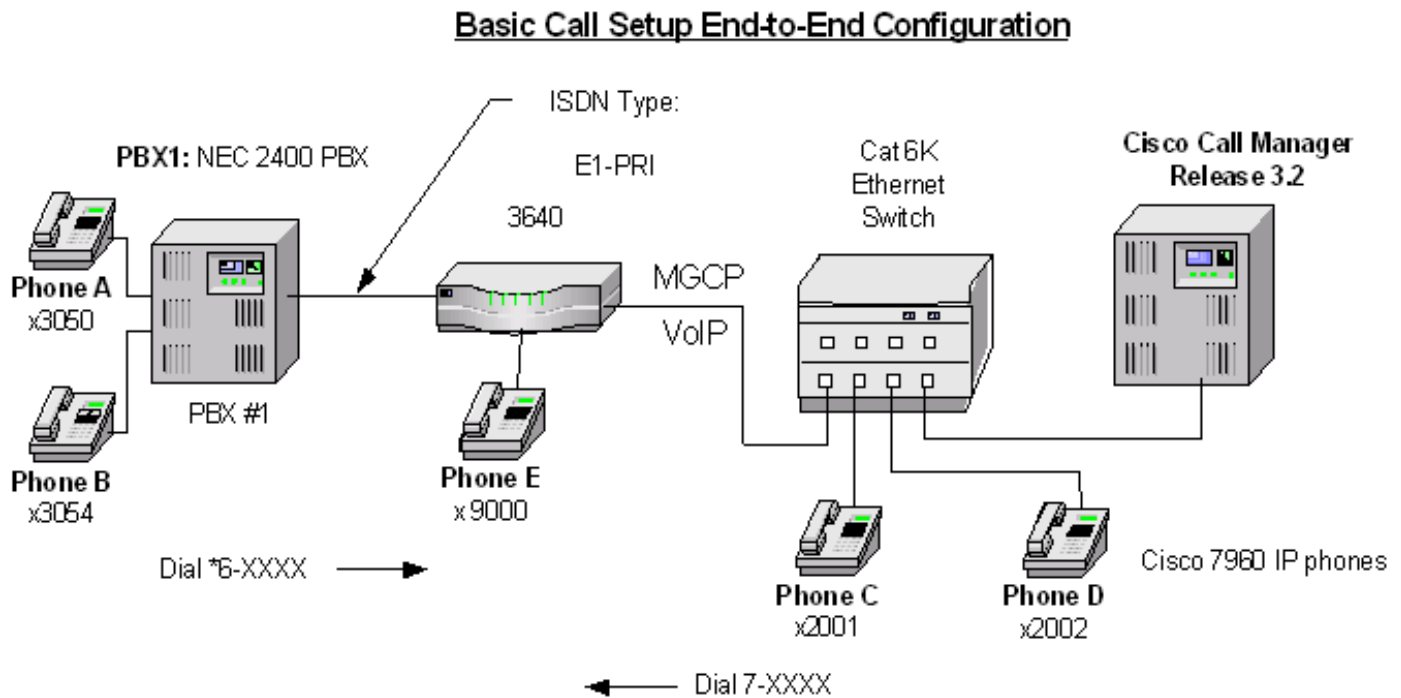 Basic Call Setup End-to-End Configuration
ISDN Type:
E1-PRI
PBX1: NEC 2400 PBX
3640
Cat 6K
Ethernet
Switch
Cisco Call Manager
Release 3.2
Phone A
x3050
MGCP
VoIP
PBX #1
Phone B
x3054
Phone E
x 9000
Dial *6-XXXX
Phone C
x2001
Phone D
x2002
Cisco 7960 IP phones
Dial 7-XXXX